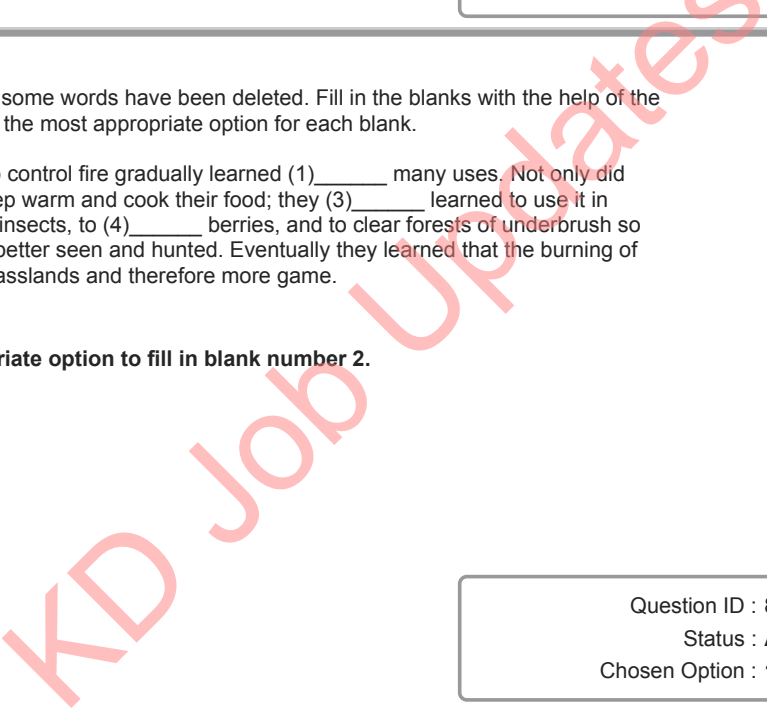 some words have been deleted. Fill in the blanks with the help of the
the most appropriate option for each blank.
control fire gradually learned (1)______ many uses. Not only did
warm and cook their food; they (3)______ learned to use it in
insects, to (4)______ berries, and to clear forests of underbrush so
better seen and hunted. Eventually they learned that the burning of
and therefore more game.
option to fill in blank number 2.
Question ID :
Status :
Chosen Option :
KD Job Updates